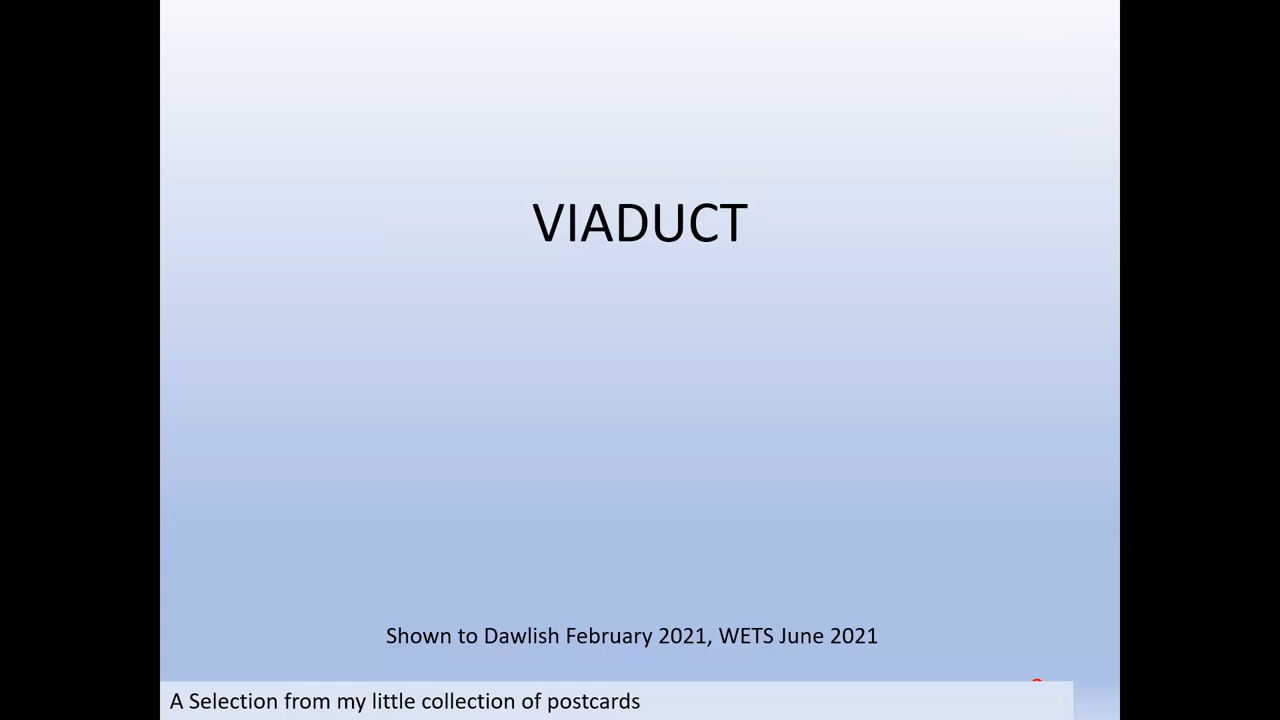 VIADUCT
Shown to Dawlish February 2021, WETS June 2021
A Selection from my little collection of postcards